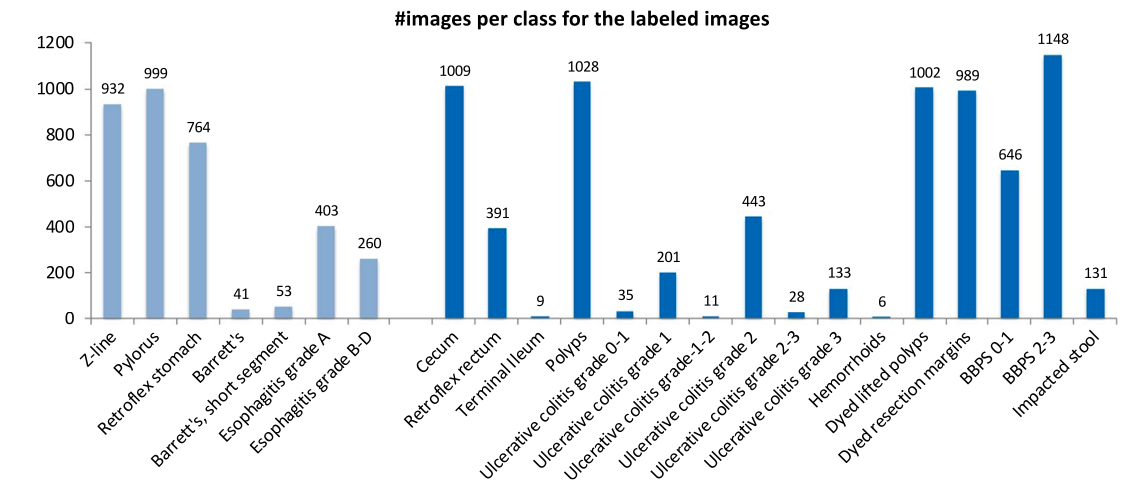 #images per class for the labeled images
1200
1000
800
600
400
200
0
932
999
764
41
53
403
260
1009
391
9
1028
35
201
11
443
28
133
6
1002
989
646
1148
131
Z-line
Pylorus
Retroflex stomach
Barrett's
Barrett's, short segment
Esophagitis grade A
Esophagitis grade B-D
Cecum
Retroflex rectum
Terminal Ileum
Polyps
Ulcerative colitis grade 0-1
Ulcerative colitis grade 1
Ulcerative colitis grade-1-2
Ulcerative colitis grade 2
Ulcerative colitis grade 2-3
Ulcerative colitis grade 3
Hemorrhoids
Dyed lifted polyps
Dyed resection margins
BBPS 0-1
BBPS 2-3
Impacted stool